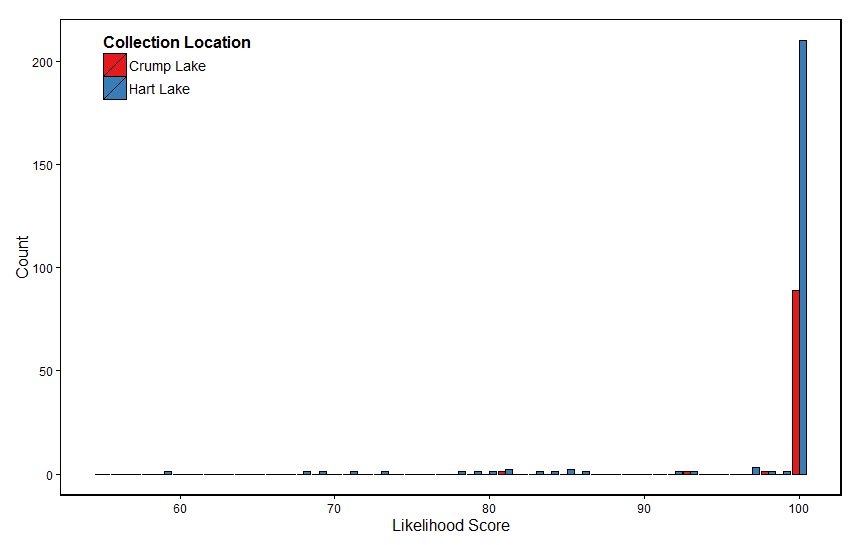 Collection Location
Crump Lake
Hart Lake
200
150
100
50
0
Count
60 70 80 90 100
Likelihood Score